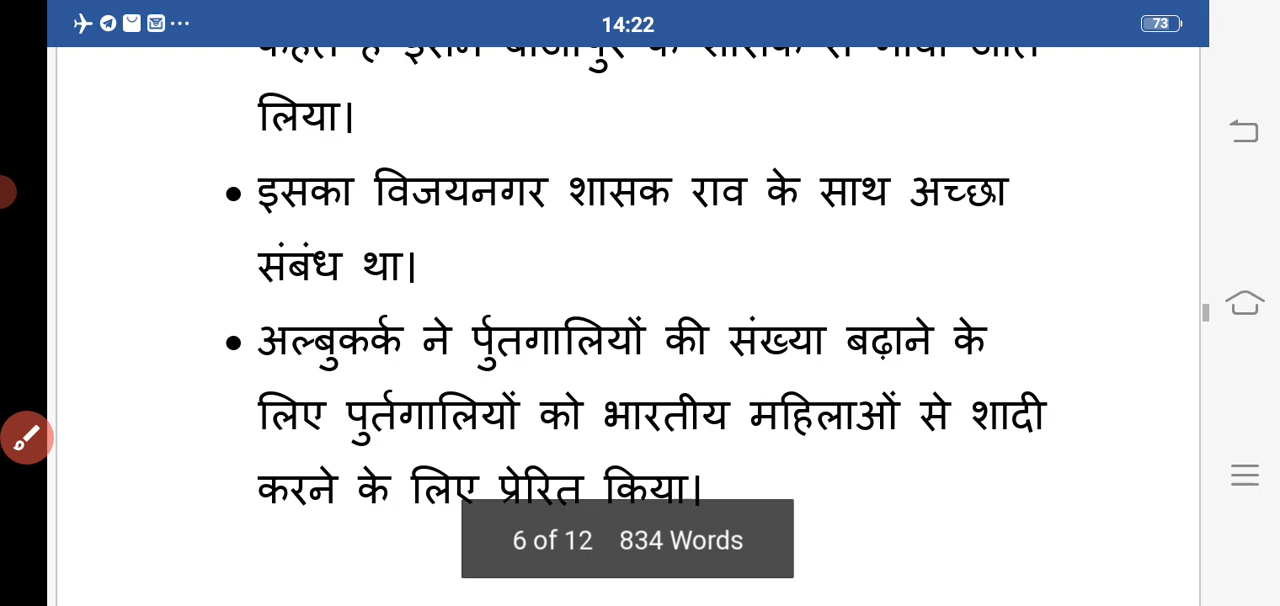 14:22
73
लिया।
• इसका विजयनगर शासक राव के साथ अच्छा
संबंध था।
• अल्बुकर्क ने र्पुतगालियों की संख्या बढ़ाने के
लिए पुर्तगालियों को भारतीय महिलाओं से शादी
करने के लिए प्रेरित किया।
6 of 12 834 Words